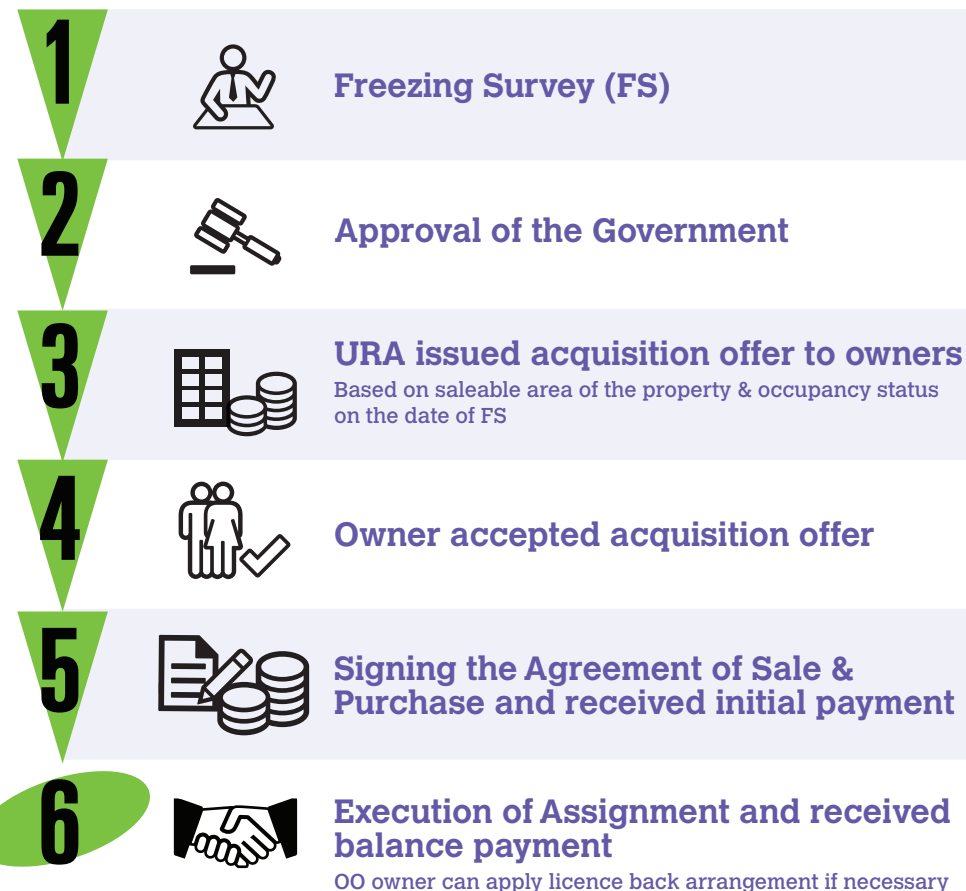 1
Freezing Survey (FS)
2
Approval of the Government
3
URA issued acquisition offer to owners
Based on saleable area of the property & occupancy status
on the date of FS
4
Owner accepted acquisition offer
5
Signing the Agreement of Sale &
Purchase and received initial payment
6
Execution of Assignment and received
balance payment
OO owner can apply licence back arrangement if necessary